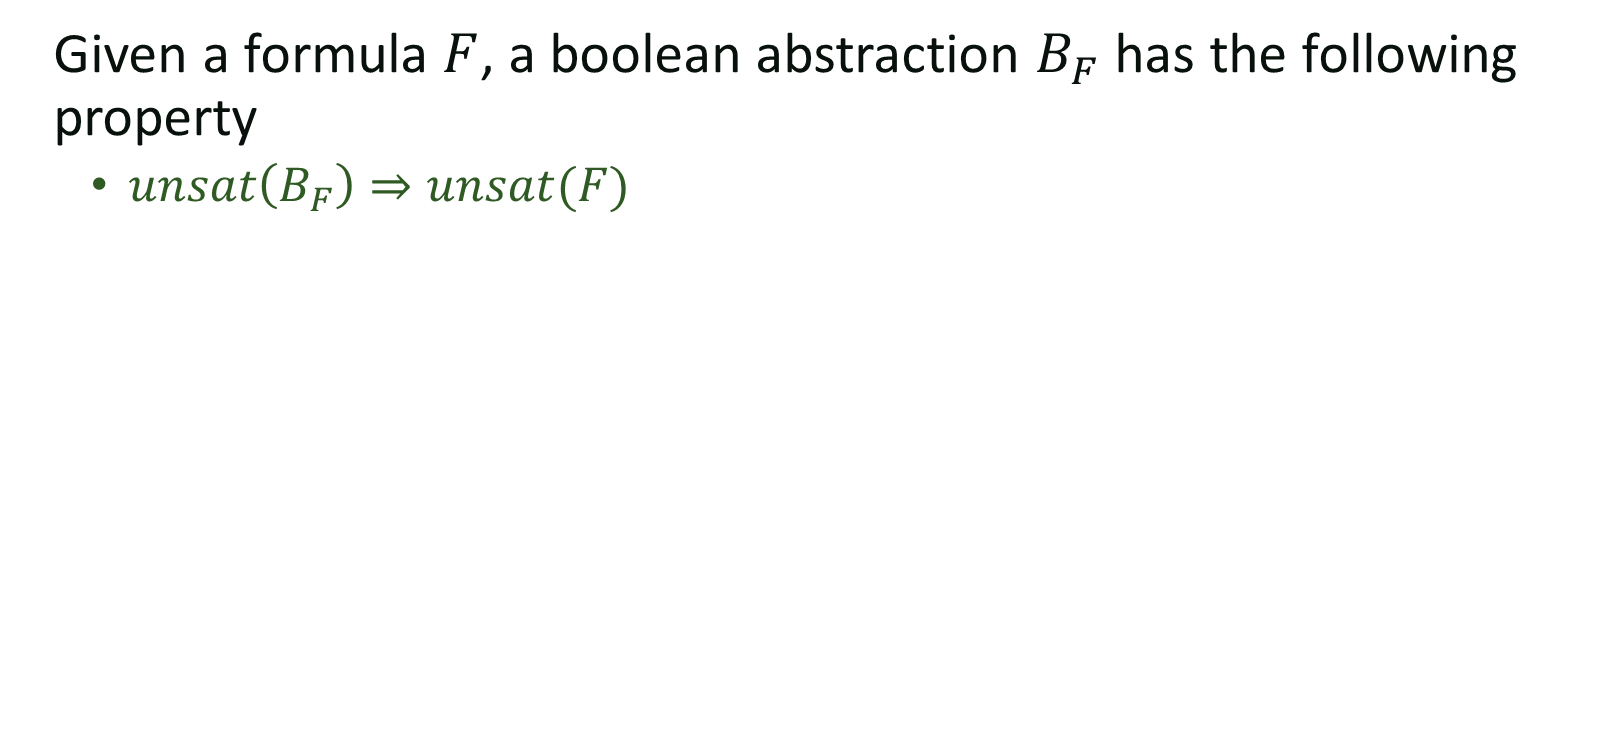 Given a formula 𝐹, a boolean abstraction 𝐵_𝐹 has the following
property
• 𝑢𝑛𝑠𝑎𝑡(𝐵_𝐹) ⇒ 𝑢𝑛𝑠𝑎𝑡(𝐹)